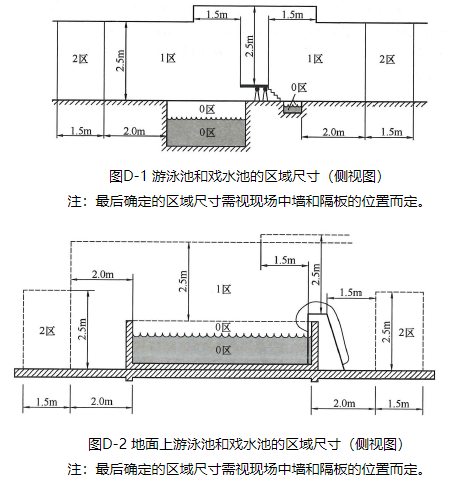 1.5m
1.5m
2.5m
2区
2.5m
1区
1区
2.5m
2区
0区
0区
0区
1.5m
2.0m
2.0m
1.5m
图D-1 游泳池和戏水池的区域尺寸（侧视图）
注：最后确定的区域尺寸需视现场中墙和隔板的位置而定。
1.5m
2.0m
2.5m
1区
2.5m
1.5m
2区
2.5m
0区
0区
2.5m
2区
1.5m
2.0m
2.0m
1.5m
图D-2 地面上游泳池和戏水池的区域尺寸（侧视图）
注：最后确定的区域尺寸需视现场中墙和隔板的位置而定。